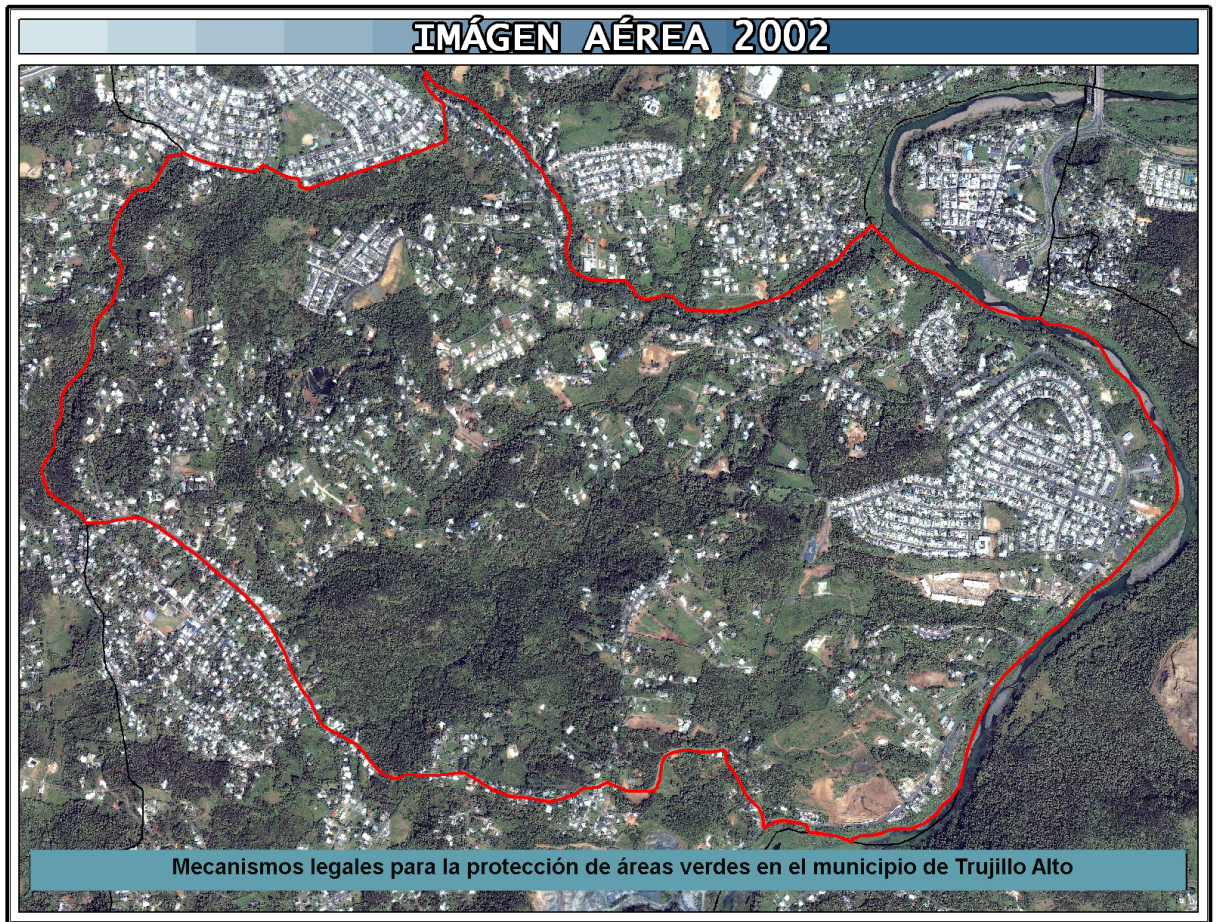 IMÁGEN AÉREA 2002
Mecanismos legales para la protección de áreas verdes en el municipio de Trujillo Alto